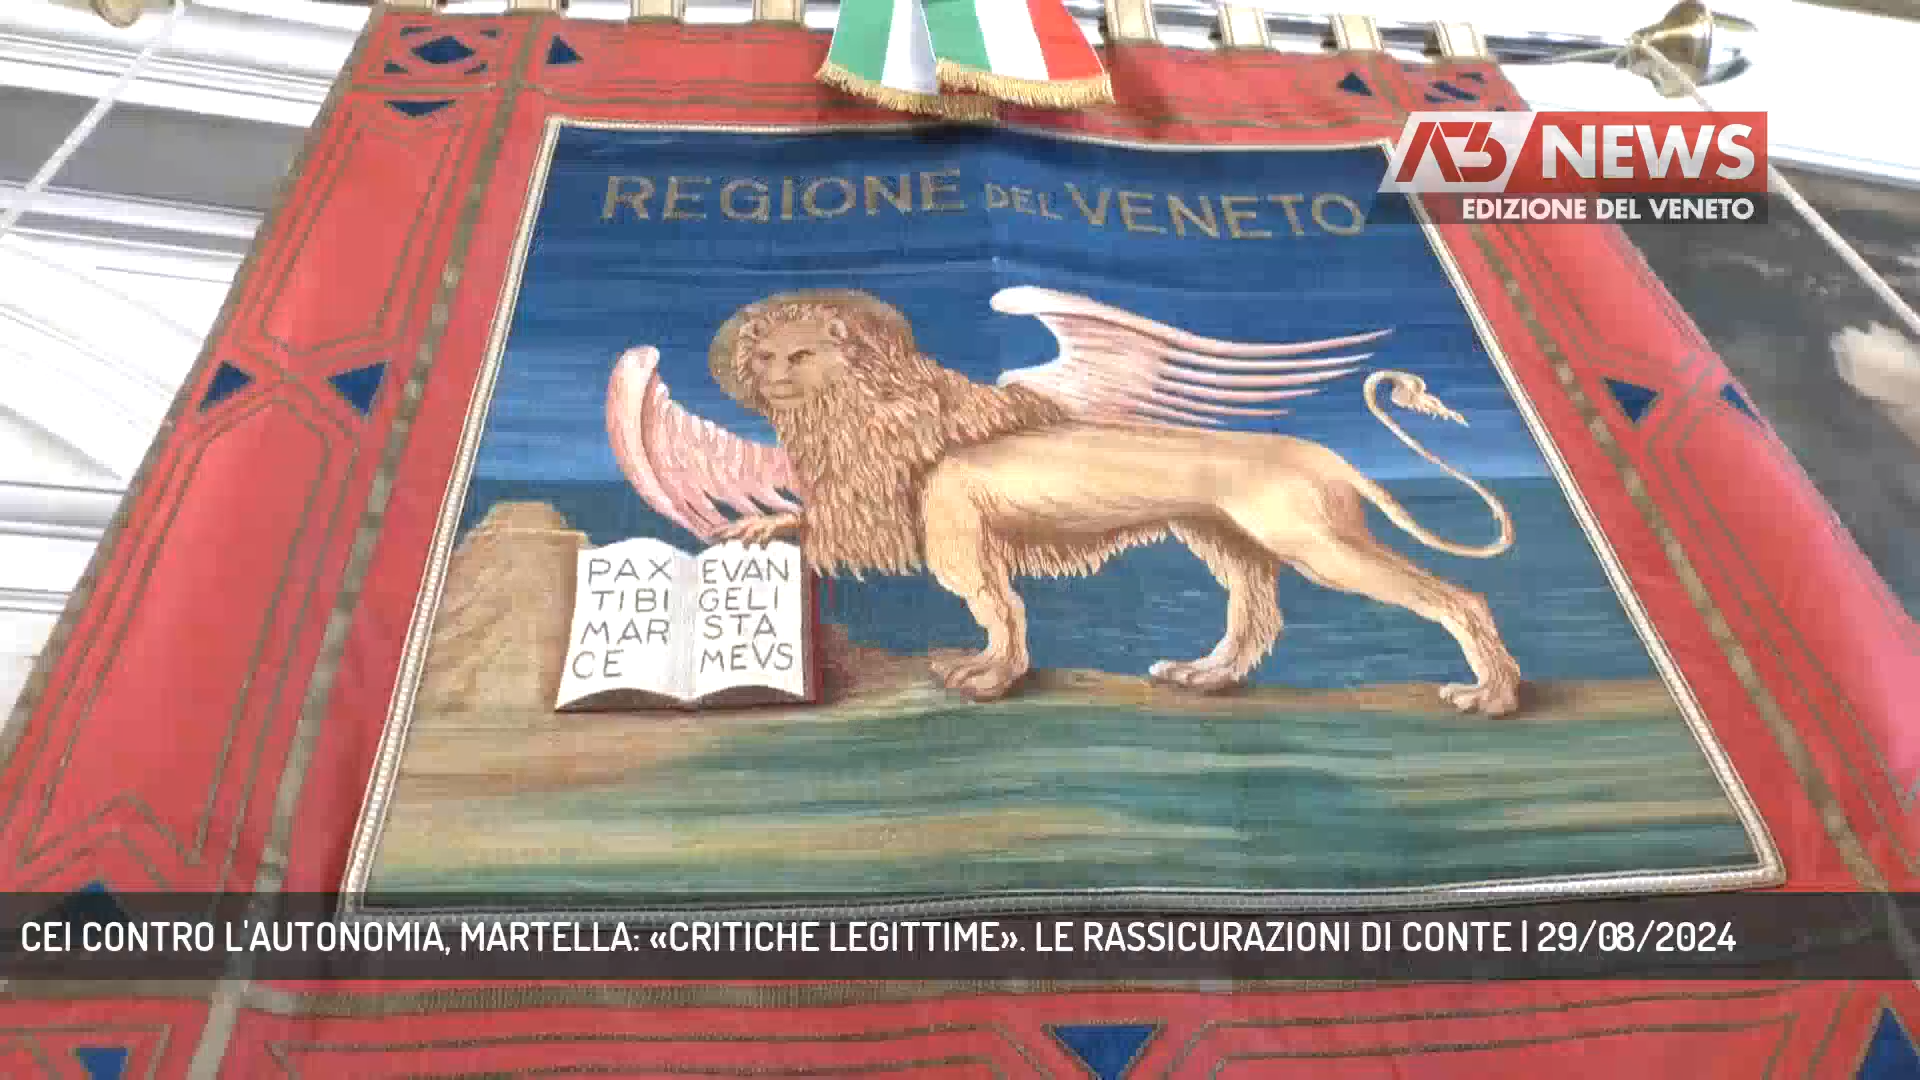 REGIONE DEL VENETO
A3 NEWS
EDIZIONE DEL VENETO
PAX
TIBI
MAR
CE
EVAN
GELI
STA
MEVS
CEI CONTRO L'AUTONOMIA, MARTELLA: «CRITICHE LEGITTIME». LE RASSICURAZIONI DI CONTE | 29/08/2024